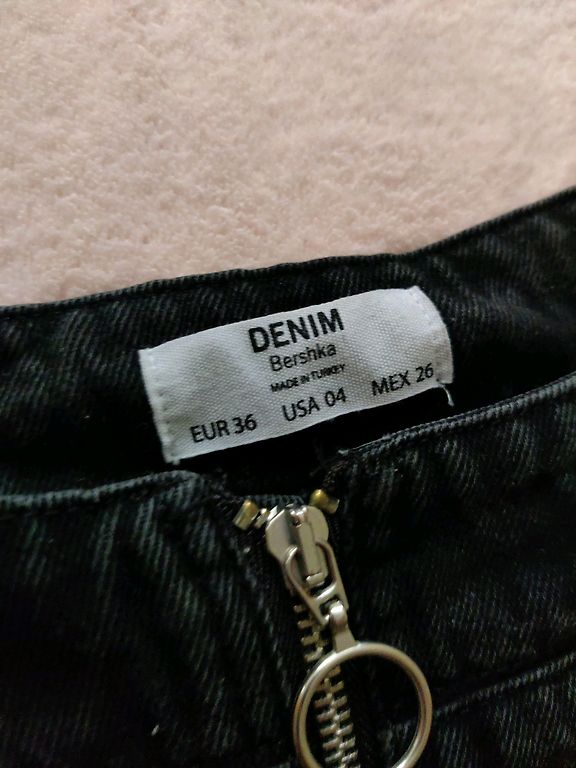 DENIM
Bershka
MADE IN TURKEY
EUR 36 USA 04 MEX 26